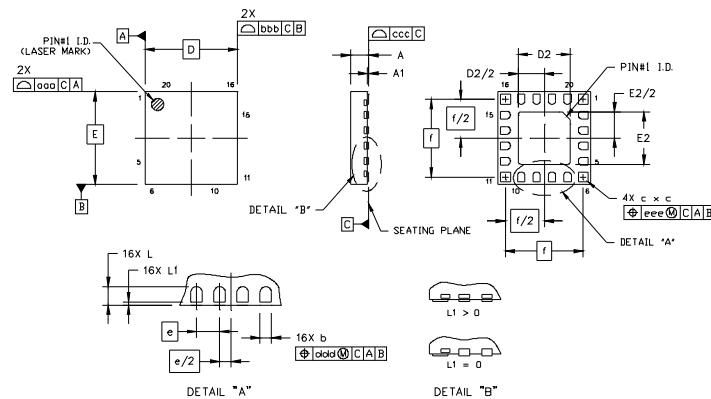 2X
⌓ bbb C B
A
PIN#1 I.D.
(LASER MARK)
D
2X
⌓ aaa C A
1
20
16
15
E
5
6
10
11
B
⌓ ccc C
A
A1
DETAIL "B"
C
SEATING PLANE
D2
D2/2
PIN#1 I.D.
16
20
1
15
E2/2
f/2
f
E2
5
11
10
6
4X c x c
⌖ eee Ⓜ C A B
f/2
DETAIL "A"
f
16X L
16X L1
e
16X b
⌖ ddd Ⓜ C A B
e/2
DETAIL "A"
L1 > 0
L1 = 0
DETAIL "B"